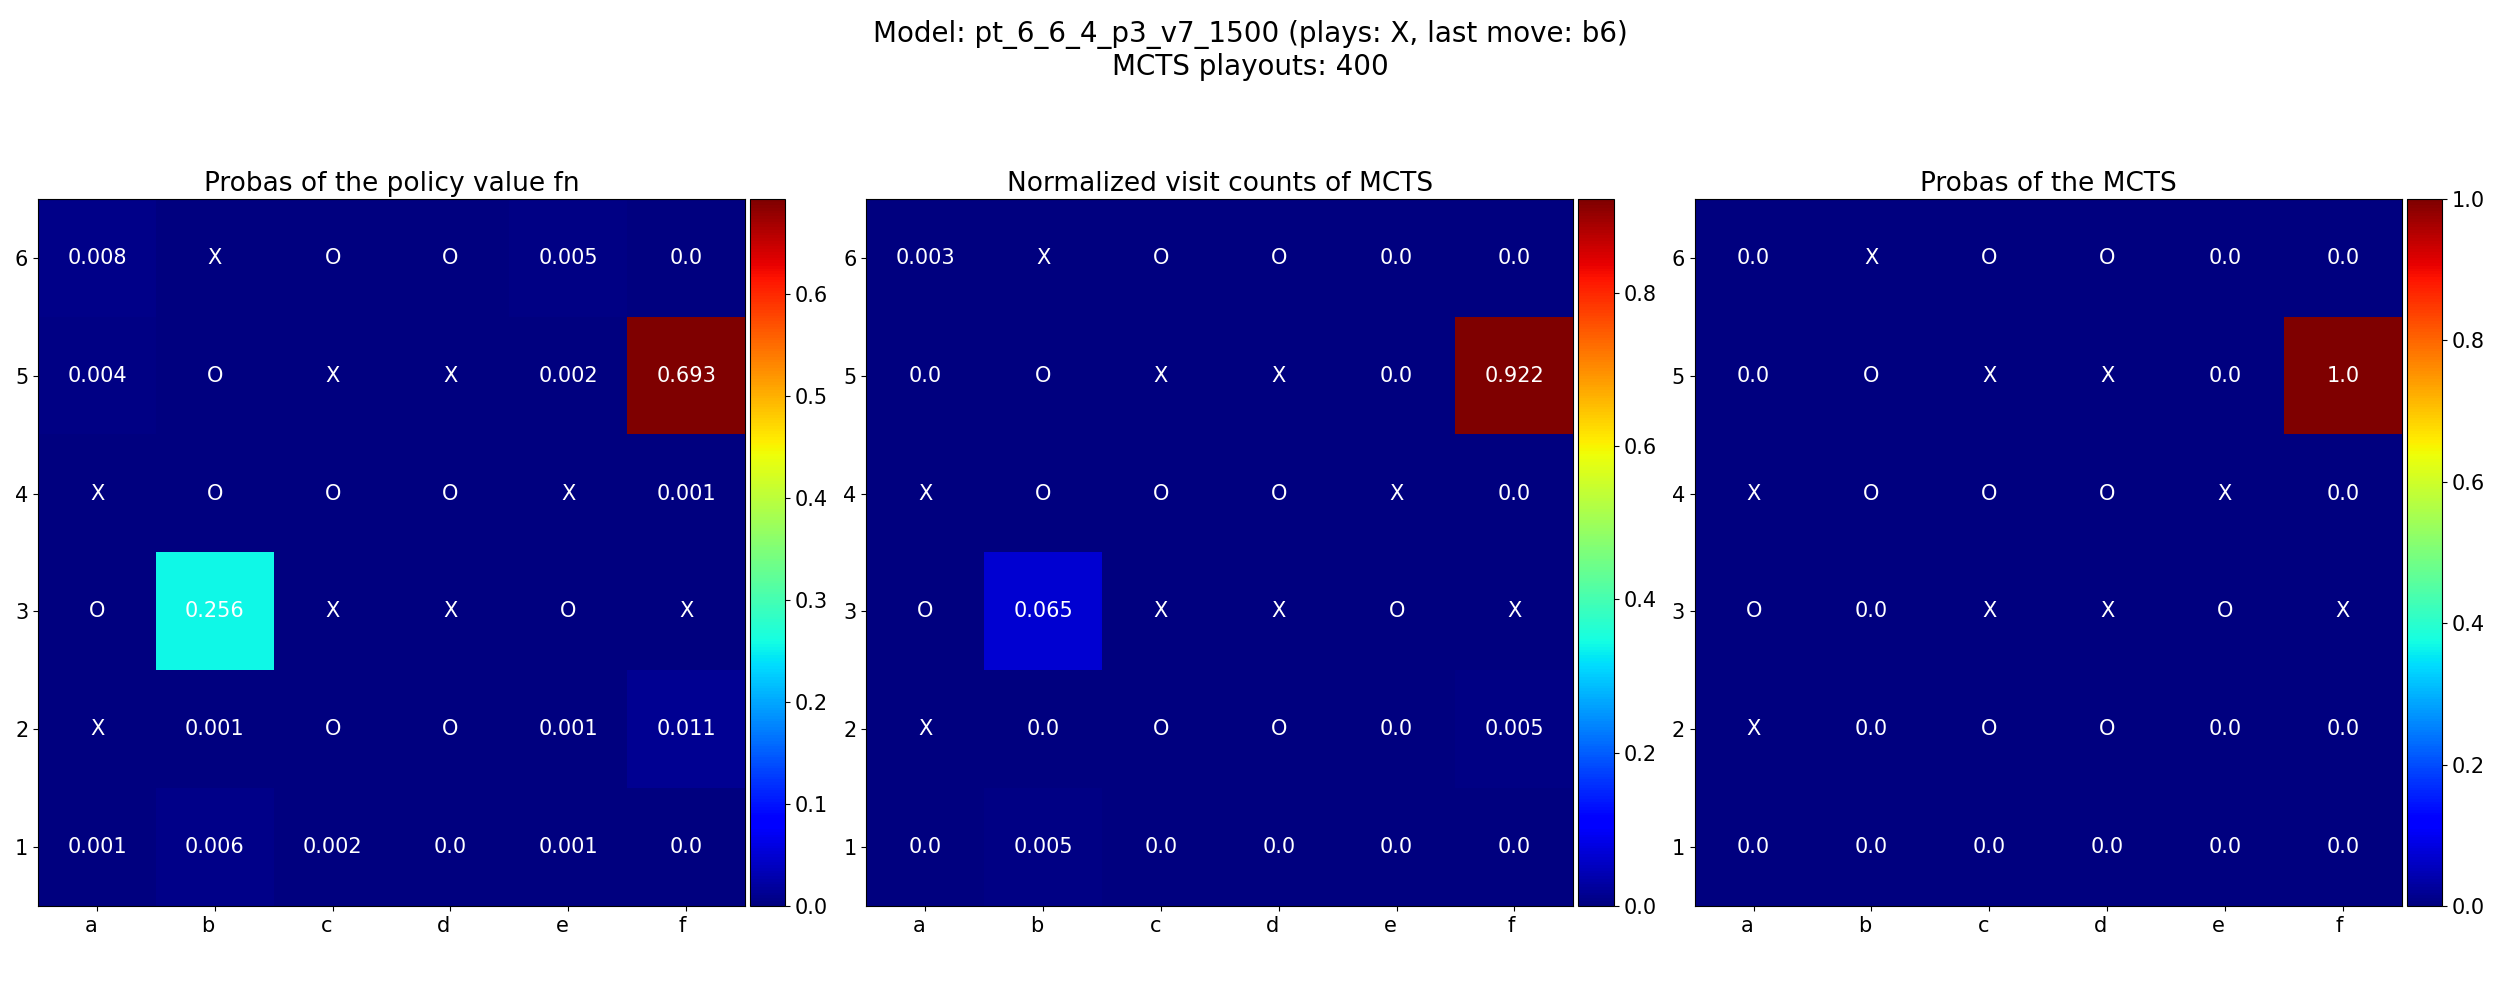 Model: pt_6_6_4_p3_v7_1500 (plays: X, last move: b6)
MCTS playouts: 400
Probas of the policy value fn
6 0.008 X O O 0.005 0.0
5 0.004 O X X 0.002 0.693
4 X O O O X 0.001
3 O 0.256 X X O X
2 X 0.001 O O 0.001 0.011
1 0.001 0.006 0.002 0.0 0.001 0.0
a b c d e f
0.6
0.5
0.4
0.3
0.2
0.1
0.0
Normalized visit counts of MCTS
6 0.003 X O O 0.0 0.0
5 0.0 O X X 0.0 0.922
4 X O O O X 0.0
3 O 0.065 X X O X
2 X 0.0 O O 0.0 0.005
1 0.0 0.005 0.0 0.0 0.0 0.0
a b c d e f
0.8
0.6
0.4
0.2
0.0
Probas of the MCTS
6 0.0 X O O 0.0 0.0
5 0.0 O X X 0.0 1.0
4 X O O O X 0.0
3 O 0.0 X X O X
2 X 0.0 O O 0.0 0.0
1 0.0 0.0 0.0 0.0 0.0 0.0
a b c d e f
1.0
0.8
0.6
0.4
0.2
0.0